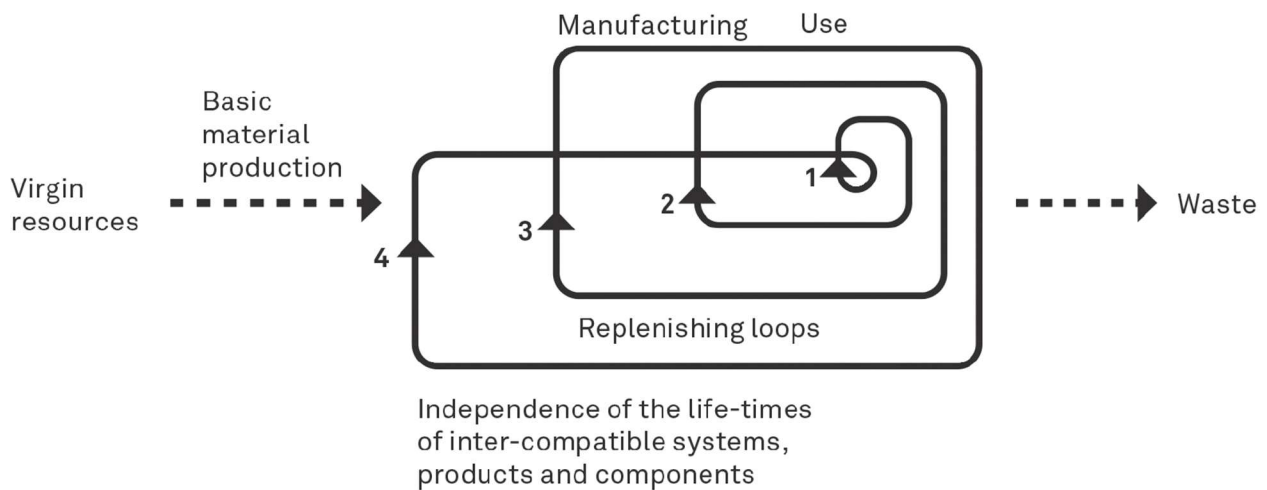 Manufacturing
Use
Basic
material
production
Virgin
resources
1
2
3
4
Waste
Replenishing loops
Independence of the life-times
of inter-compatible systems,
products and components